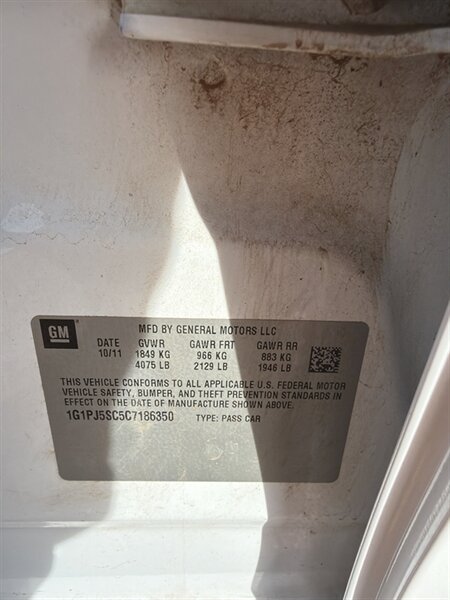 GM
MFD BY GENERAL MOTORS LLC
DATE GVWR GAWR FRT GAWR RR
10/11 1849 KG 966 KG 883 KG
4075 LB 2129 LB 1946 LB
THIS VEHICLE CONFORMS TO ALL APPLICABLE U.S. FEDERAL MOTOR
VEHICLE SAFETY, BUMPER, AND THEFT PREVENTION STANDARDS IN
EFFECT ON THE DATE OF MANUFACTURE SHOWN ABOVE.
1G1PJ5SC5C7186350 TYPE: PASS CAR